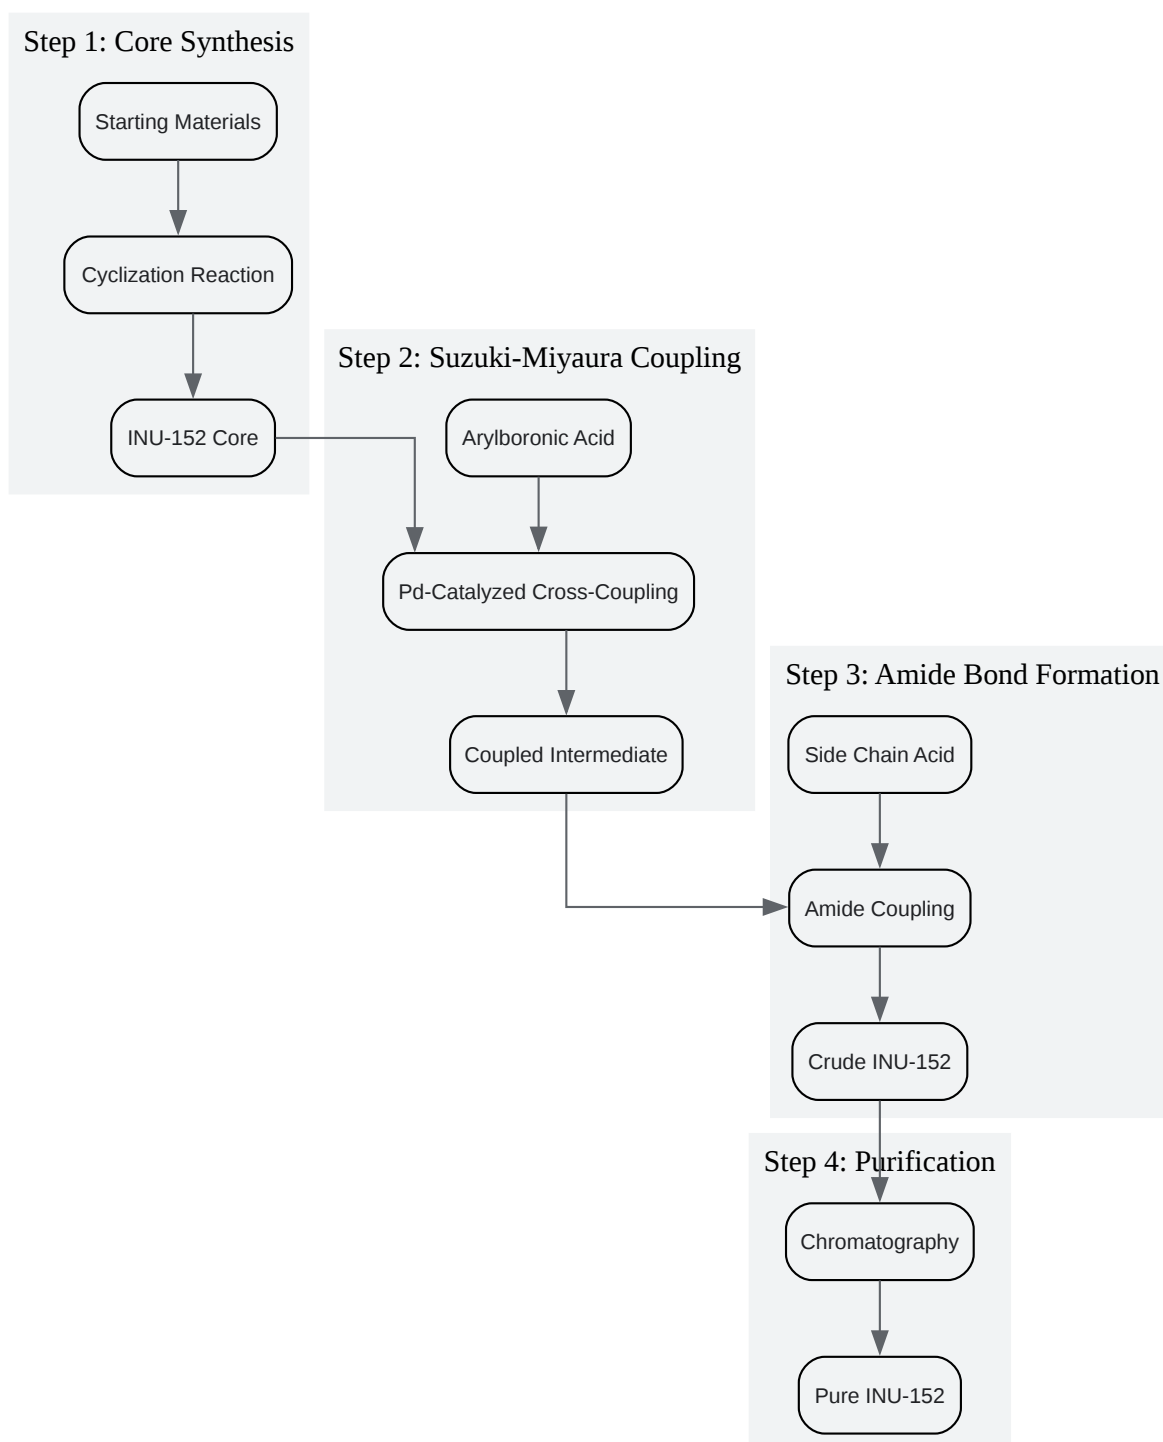 Step 1: Core Synthesis
Starting Materials
Cyclization Reaction
INU-152 Core
Step 2: Suzuki-Miyaura Coupling
Arylboronic Acid
Pd-Catalyzed Cross-Coupling
Coupled Intermediate
Step 3: Amide Bond Formation
Side Chain Acid
Amide Coupling
Crude INU-152
Step 4: Purification
Chromatography
Pure INU-152